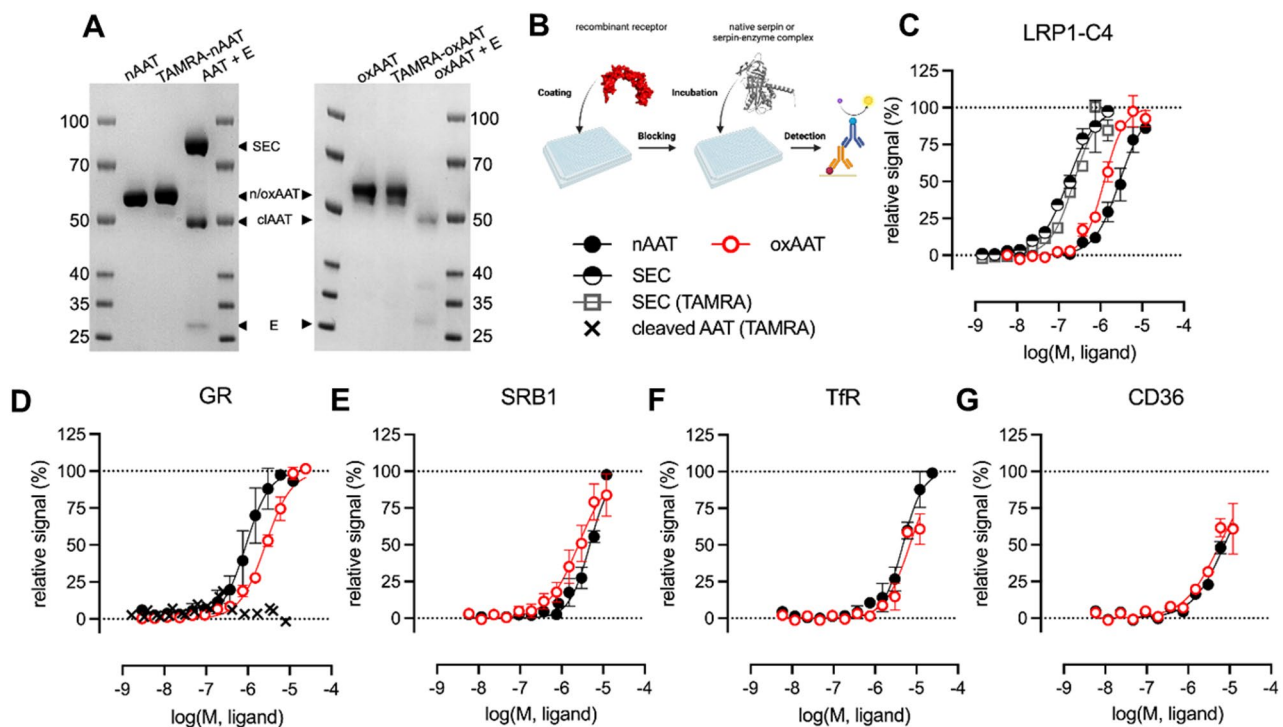 A
nAAT
TAMRA-nAAT
AAT + E
oxAAT
TAMRA-oxAAT
oxAAT + E
100
70
50
40
35
25
SEC
n/oxAAT
clAAT
E
100
70
50
40
35
25
B
recombinant receptor
native serpin or
serpin-enzyme complex
Coating
Incubation
Blocking
Detection
nAAT
oxAAT
SEC
SEC (TAMRA)
cleaved AAT (TAMRA)
C
LRP1-C4
relative signal (%)
125
100
75
50
25
0
-9 -8 -7 -6 -5 -4
log(M, ligand)
D
GR
relative signal (%)
125
100
75
50
25
0
-9 -8 -7 -6 -5 -4
log(M, ligand)
E
SRB1
relative signal (%)
125
100
75
50
25
0
-9 -8 -7 -6 -5 -4
log(M, ligand)
F
TfR
relative signal (%)
125
100
75
50
25
0
-9 -8 -7 -6 -5 -4
log(M, ligand)
G
CD36
relative signal (%)
125
100
75
50
25
0
-9 -8 -7 -6 -5 -4
log(M, ligand)